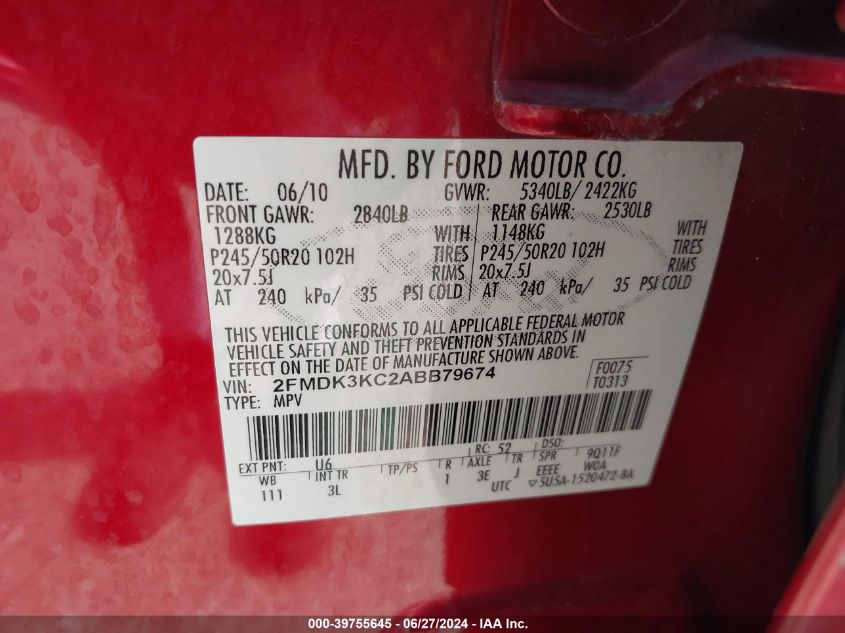 MFD. BY FORD MOTOR CO.
DATE: 06/10 GVWR: 5340LB/ 2422KG
FRONT GAWR: 2840LB REAR GAWR: 2530LB
1288KG WITH 1148KG WITH
P245/50R20 102H TIRES P245/50R20 102H TIRES
20x7.5J RIMS 20x7.5J RIMS
AT 240 kPa/ 35 PSI COLD AT 240 kPa/ 35 PSI COLD
THIS VEHICLE CONFORMS TO ALL APPLICABLE FEDERAL MOTOR
VEHICLE SAFETY AND THEFT PREVENTION STANDARDS IN
EFFECT ON THE DATE OF MANUFACTURE SHOWN ABOVE.
VIN: 2FMDK3KC2ABB79674 F0075
TYPE: MPV T0313
EXT PNT: U6 RC: 52 DSO:
WB INT TR TP/PS R AXLE TR SPR 9Q11F
111 3L 1 3E J EEEE WOA
UTC ▽5U5A-1520472-BA
000-39755645 - 06/27/2024 - IAA Inc.